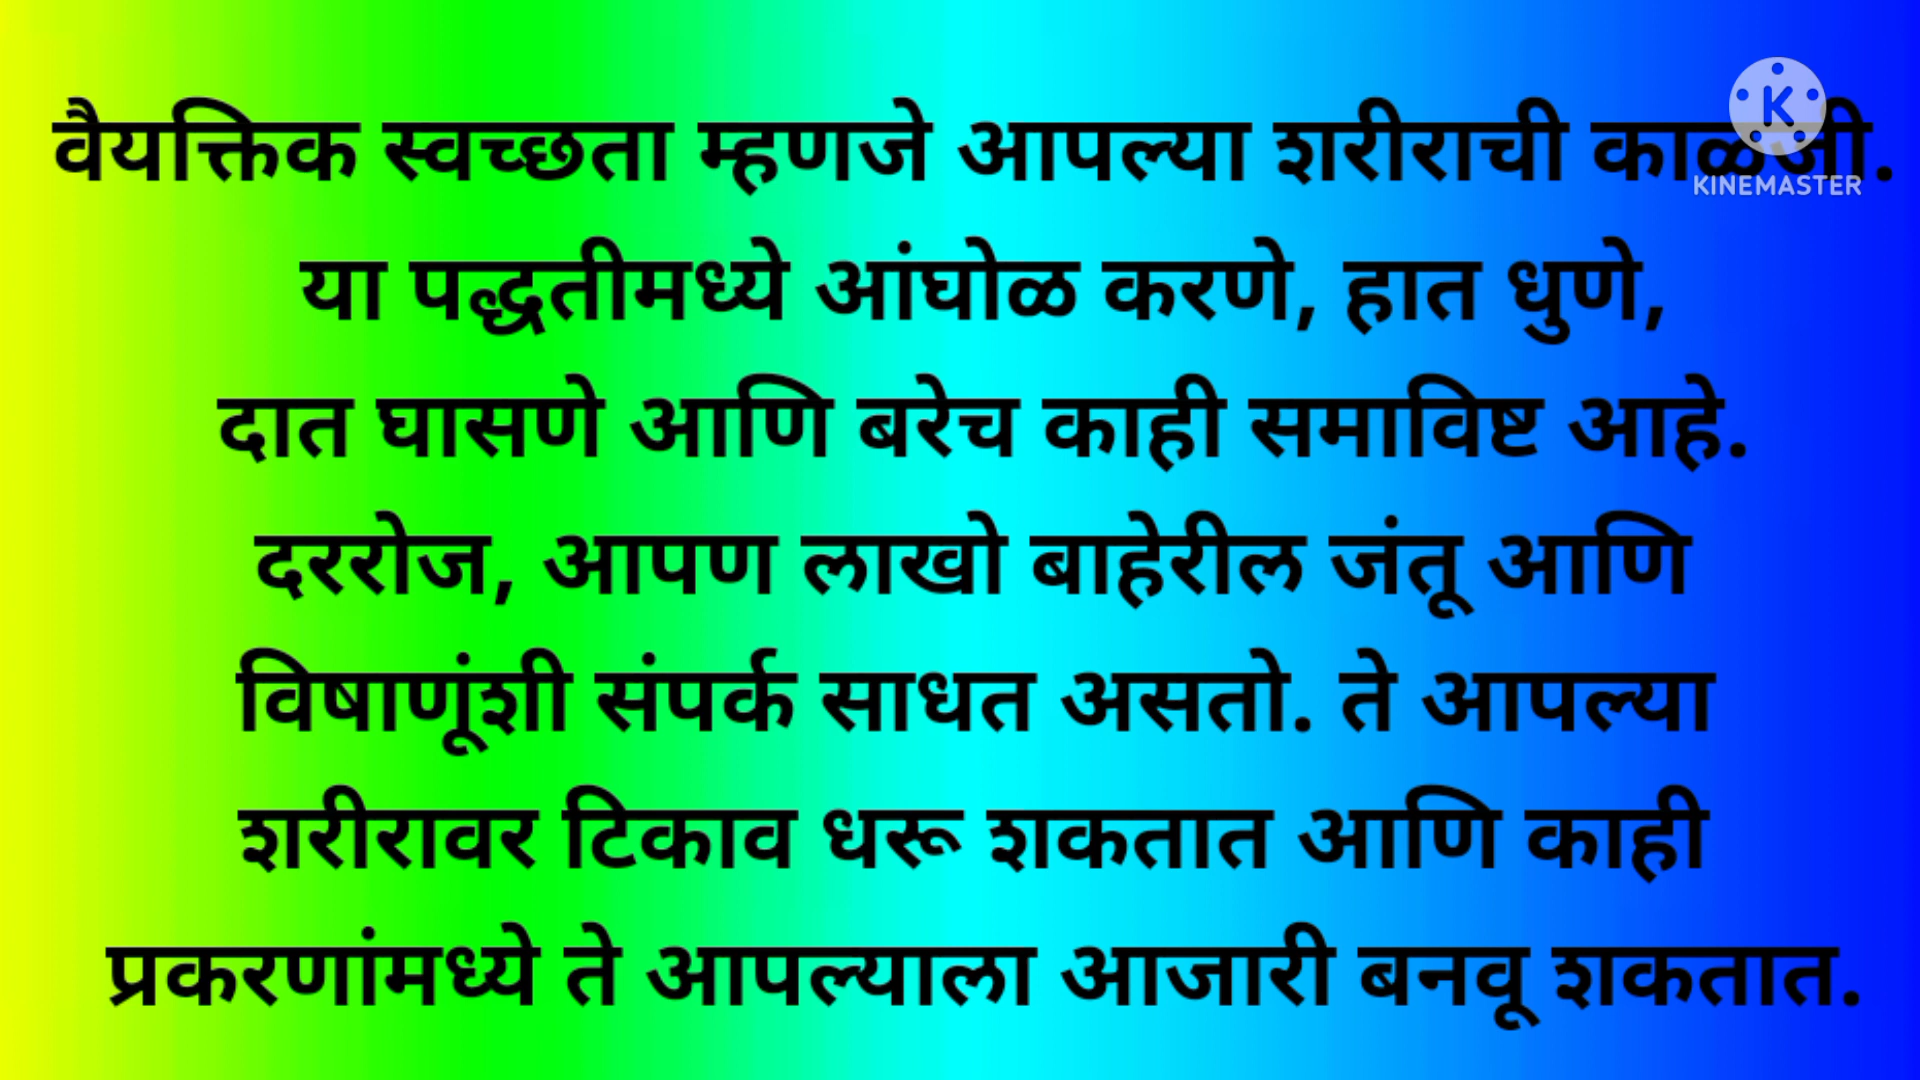 वैयक्तिक स्वच्छता म्हणजे आपल्या शरीराची काळजी.
या पद्धतीमध्ये आंघोळ करणे, हात धुणे,
दात घासणे आणि बरेच काही समाविष्ट आहे.
दररोज, आपण लाखो बाहेरील जंतू आणि
विषाणूंशी संपर्क साधत असतो. ते आपल्या
शरीरावर टिकाव धरू शकतात आणि काही
प्रकरणांमध्ये ते आपल्याला आजारी बनवू शकतात.
K
KINEMASTER